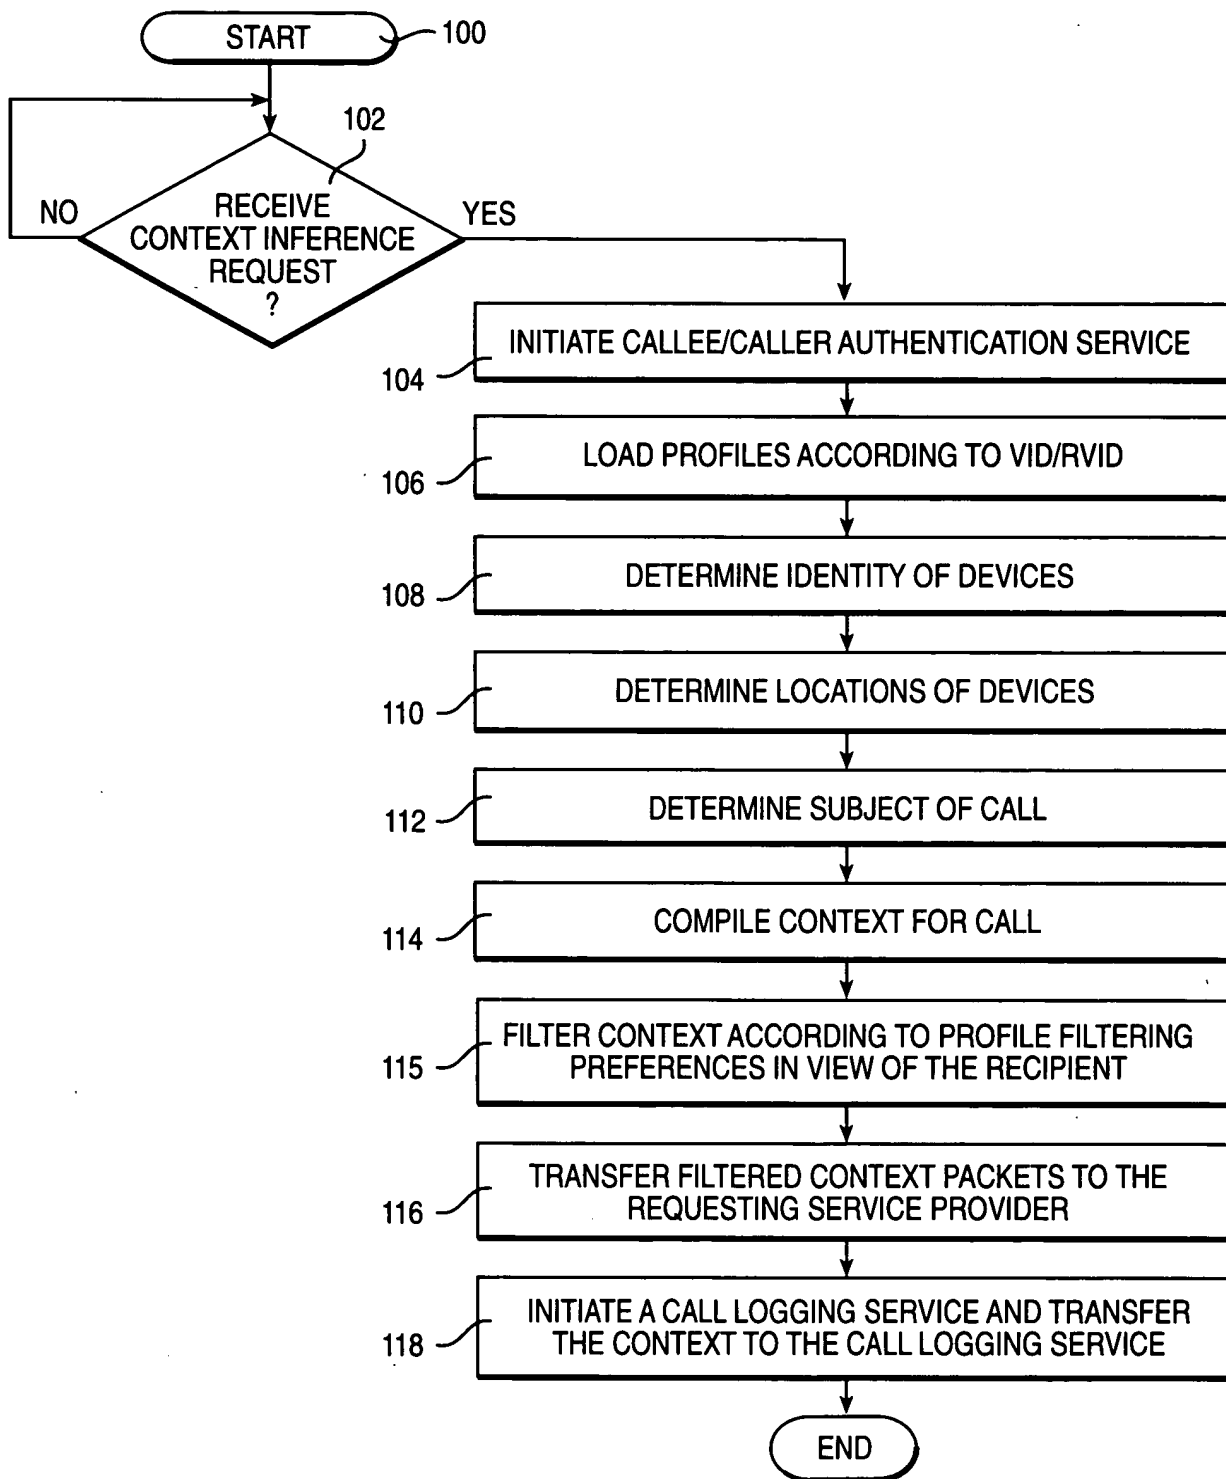 START
100
102
NO
RECEIVE
CONTEXT INFERENCE
REQUEST
?
YES
INITIATE CALLEE/CALLER AUTHENTICATION SERVICE
104
LOAD PROFILES ACCORDING TO VID/RVID
106
DETERMINE IDENTITY OF DEVICES
108
DETERMINE LOCATIONS OF DEVICES
110
DETERMINE SUBJECT OF CALL
112
COMPILE CONTEXT FOR CALL
114
FILTER CONTEXT ACCORDING TO PROFILE FILTERING
PREFERENCES IN VIEW OF THE RECIPIENT
115
TRANSFER FILTERED CONTEXT PACKETS TO THE
REQUESTING SERVICE PROVIDER
116
INITIATE A CALL LOGGING SERVICE AND TRANSFER
THE CONTEXT TO THE CALL LOGGING SERVICE
118
END